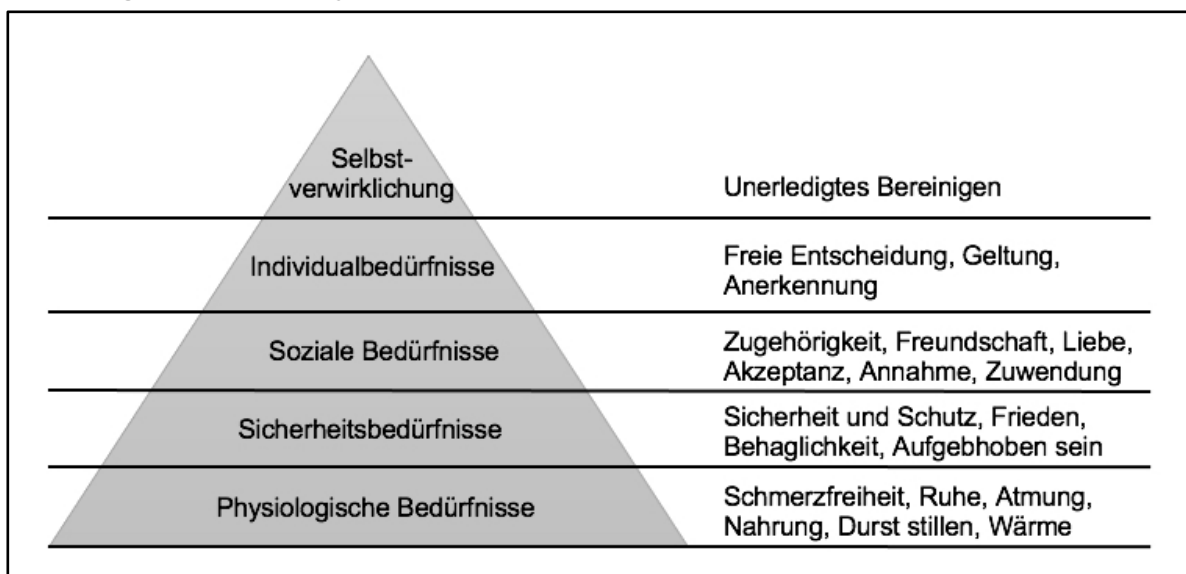 Selbst-
verwirklichung
Unerledigtes Bereinigen
Individualbedürfnisse
Freie Entscheidung, Geltung,
Anerkennung
Soziale Bedürfnisse
Zugehörigkeit, Freundschaft, Liebe,
Akzeptanz, Annahme, Zuwendung
Sicherheitsbedürfnisse
Sicherheit und Schutz, Frieden,
Behaglichkeit, Aufgebhoben sein
Physiologische Bedürfnisse
Schmerzfreiheit, Ruhe, Atmung,
Nahrung, Durst stillen, Wärme